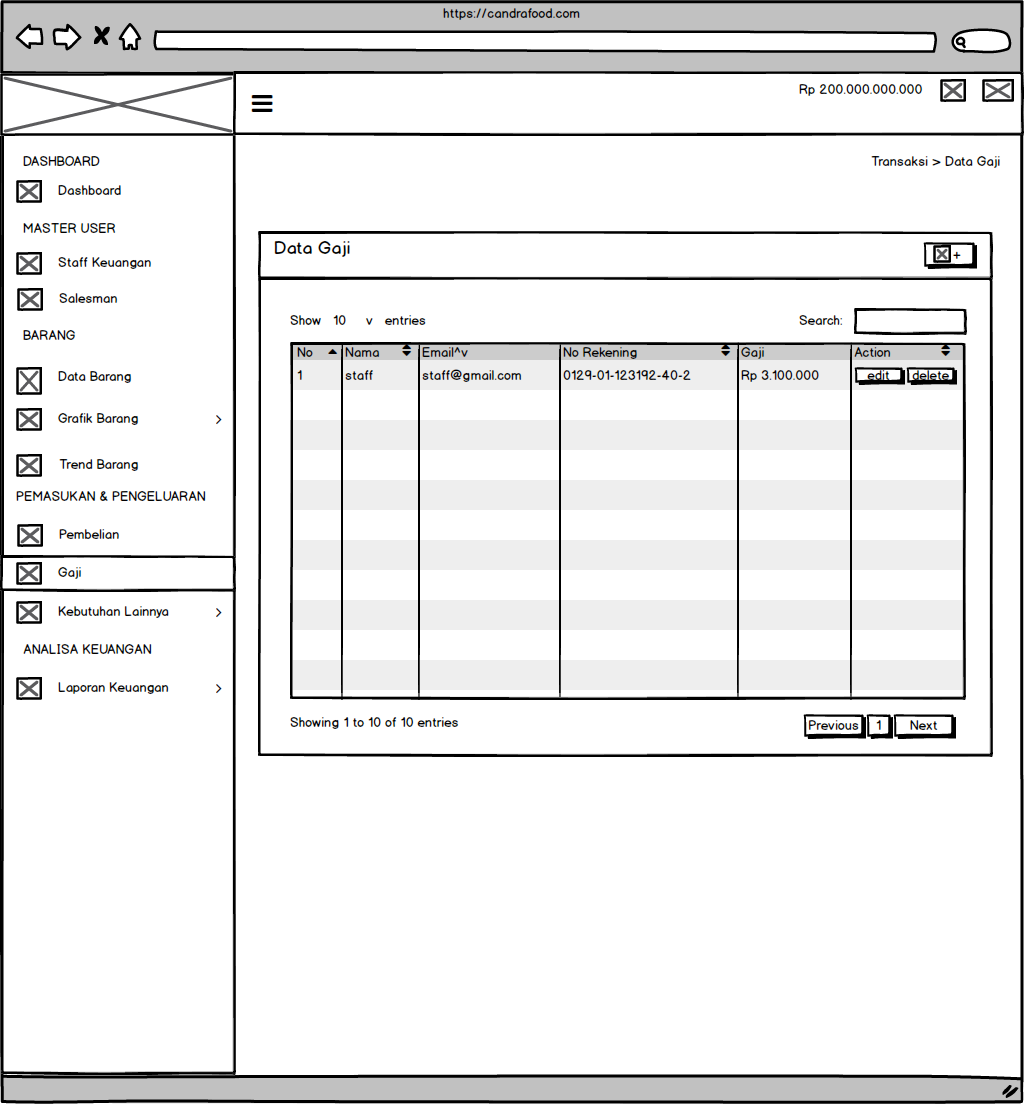 https://candrafood.com
Rp 200.000.000.000
Transaksi > Data Gaji
DASHBOARD
Dashboard
MASTER USER
Staff Keuangan
Salesman
BARANG
Data Barang
Grafik Barang >
Trend Barang
PEMASUKAN & PENGELUARAN
Pembelian
Gaji
Kebutuhan Lainnya >
ANALISA KEUANGAN
Laporan Keuangan >
Data Gaji
+
Show 10 v entries Search:
No Nama Email^v No Rekening Gaji Action
1 staff staff@gmail.com 0129-01-123192-40-2 Rp 3.100.000 edit delete
Showing 1 to 10 of 10 entries Previous 1 Next